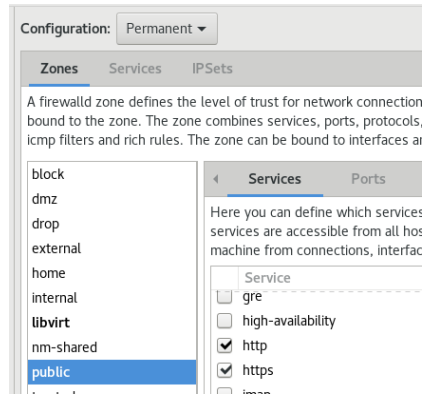 Configuration: Permanent
Zones Services IPSets
A firewalld zone defines the level of trust for network connection
bound to the zone. The zone combines services, ports, protocols,
icmp filters and rich rules. The zone can be bound to interfaces a
block
dmz
drop
external
home
internal
libvirt
nm-shared
public
Services Ports
Here you can define which services
services are accessible from all hos
machine from connections, interfac
Service
gre
high-availability
http
https